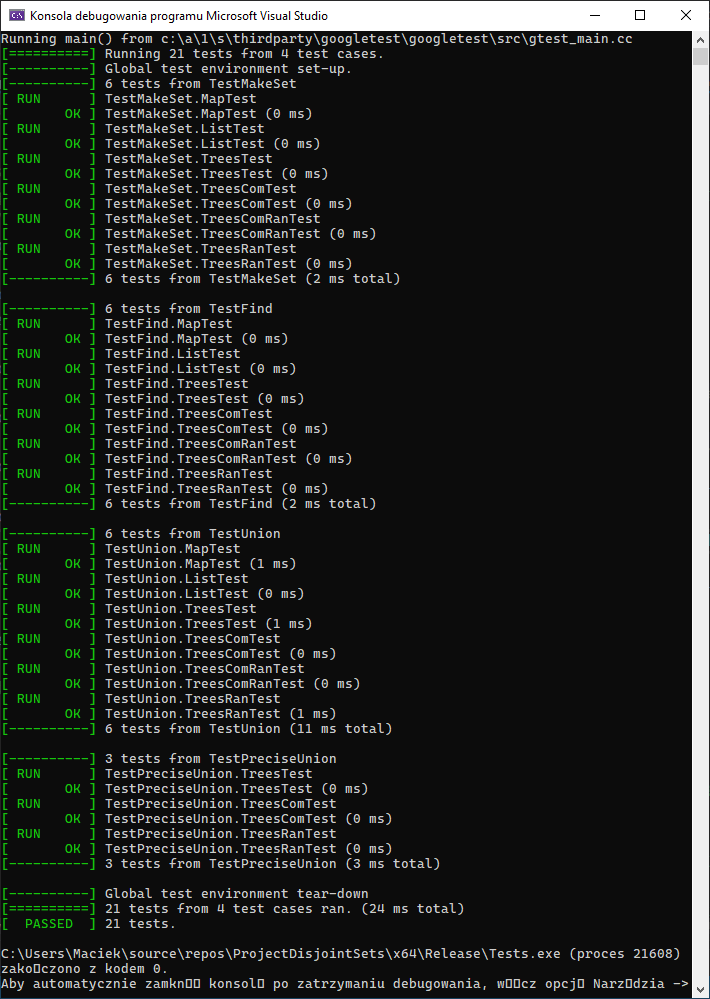 Konsola debugowania programu Microsoft Visual Studio
Running main() from c:\a\1\s\thirdparty\googletest\googletest\src\gtest_main.cc
[==========] Running 21 tests from 4 test cases.
[----------] Global test environment set-up.
[----------] 6 tests from TestMakeSet
[ RUN      ] TestMakeSet.MapTest
[       OK ] TestMakeSet.MapTest (0 ms)
[ RUN      ] TestMakeSet.ListTest
[       OK ] TestMakeSet.ListTest (0 ms)
[ RUN      ] TestMakeSet.TreesTest
[       OK ] TestMakeSet.TreesTest (0 ms)
[ RUN      ] TestMakeSet.TreesComTest
[       OK ] TestMakeSet.TreesComTest (0 ms)
[ RUN      ] TestMakeSet.TreesComRanTest
[       OK ] TestMakeSet.TreesComRanTest (0 ms)
[ RUN      ] TestMakeSet.TreesRanTest
[       OK ] TestMakeSet.TreesRanTest (0 ms)
[----------] 6 tests from TestMakeSet (2 ms total)
[----------] 6 tests from TestFind
[ RUN      ] TestFind.MapTest
[       OK ] TestFind.MapTest (0 ms)
[ RUN      ] TestFind.ListTest
[       OK ] TestFind.ListTest (0 ms)
[ RUN      ] TestFind.TreesTest
[       OK ] TestFind.TreesTest (0 ms)
[ RUN      ] TestFind.TreesComTest
[       OK ] TestFind.TreesComTest (0 ms)
[ RUN      ] TestFind.TreesComRanTest
[       OK ] TestFind.TreesComRanTest (0 ms)
[ RUN      ] TestFind.TreesRanTest
[       OK ] TestFind.TreesRanTest (0 ms)
[----------] 6 tests from TestFind (2 ms total)
[----------] 6 tests from TestUnion
[ RUN      ] TestUnion.MapTest
[       OK ] TestUnion.MapTest (1 ms)
[ RUN      ] TestUnion.ListTest
[       OK ] TestUnion.ListTest (0 ms)
[ RUN      ] TestUnion.TreesTest
[       OK ] TestUnion.TreesTest (1 ms)
[ RUN      ] TestUnion.TreesComTest
[       OK ] TestUnion.TreesComTest (0 ms)
[ RUN      ] TestUnion.TreesComRanTest
[       OK ] TestUnion.TreesComRanTest (0 ms)
[ RUN      ] TestUnion.TreesRanTest
[       OK ] TestUnion.TreesRanTest (1 ms)
[----------] 6 tests from TestUnion (11 ms total)
[----------] 3 tests from TestPreciseUnion
[ RUN      ] TestPreciseUnion.TreesTest
[       OK ] TestPreciseUnion.TreesTest (0 ms)
[ RUN      ] TestPreciseUnion.TreesComTest
[       OK ] TestPreciseUnion.TreesComTest (0 ms)
[ RUN      ] TestPreciseUnion.TreesRanTest
[       OK ] TestPreciseUnion.TreesRanTest (0 ms)
[----------] 3 tests from TestPreciseUnion (3 ms total)
[----------] Global test environment tear-down
[==========] 21 tests from 4 test cases ran. (24 ms total)
[  PASSED  ] 21 tests.
C:\Users\Maciek\source\repos\ProjectDisjointSets\x64\Release\Tests.exe (proces 21608)
zako▯czono z kodem 0.
Aby automatycznie zamkn▯▯ konsol▯ po zatrzymaniu debugowania, w▯▯cz opcj▯ Narz▯dzia ->